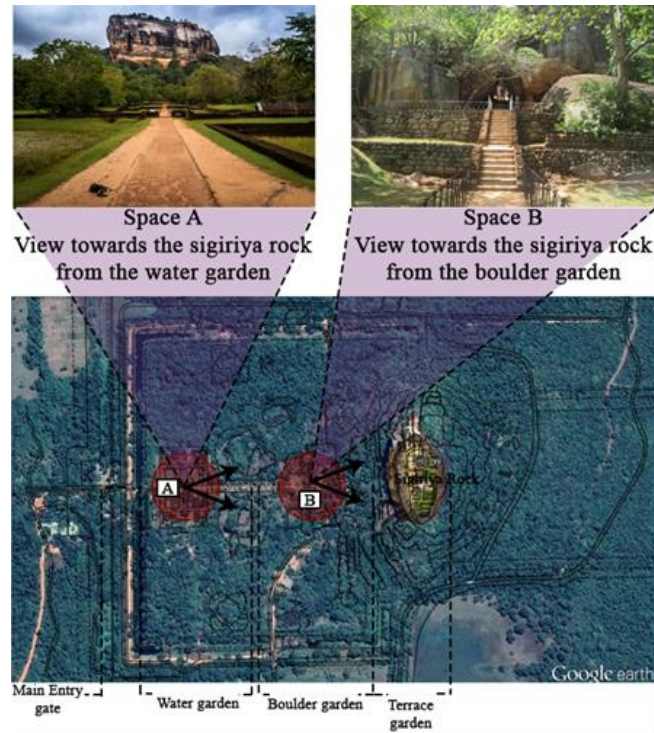 Space A
View towards the sigiriya rock
from the water garden
Space B
View towards the sigiriya rock
from the boulder garden
A
B
Sigiriya Rock
Google earth
Main Entry
gate
Water garden
Boulder garden
Terrace
garden